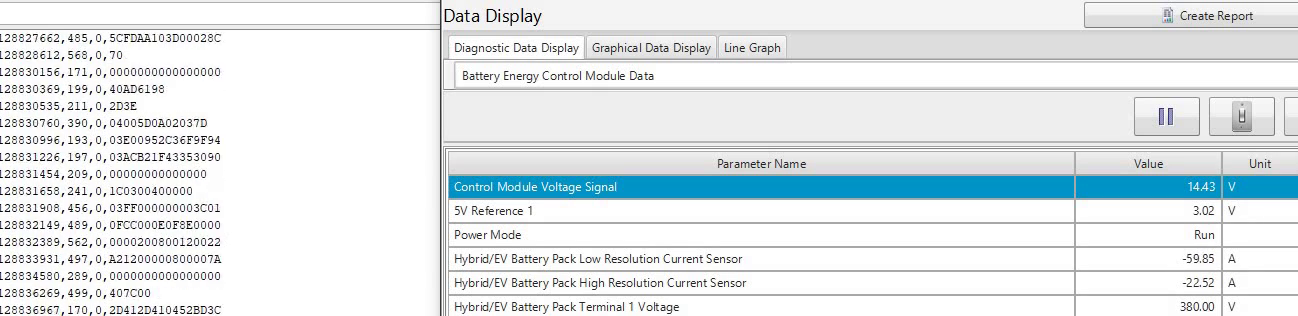 128827662,485,0,5CFDAA103D00028C
128828612,568,0,70
128830156,171,0,0000000000000000
128830369,199,0,40AD6198
128830535,211,0,2D3E
128830760,390,0,04005D0A02037D
128830996,193,0,03E00952C36F9F94
128831226,197,0,03ACB21F43353090
128831454,209,0,00000000000000
128831658,241,0,1C0300400000
128831908,456,0,03FF000000003C01
128832149,489,0,0FCC000E0F8E0000
128832389,562,0,0000200800120022
128833931,497,0,A21200000800007A
128834580,289,0,0000000000000000
128836269,499,0,407C00
128836967,170,0,2D412D410452BD3C
Data Display
Create Report
Diagnostic Data Display Graphical Data Display Line Graph
Battery Energy Control Module Data
Parameter Name Value Unit
Control Module Voltage Signal 14.43 V
5V Reference 1 3.02 V
Power Mode Run
Hybrid/EV Battery Pack Low Resolution Current Sensor -59.85 A
Hybrid/EV Battery Pack High Resolution Current Sensor -22.52 A
Hybrid/EV Battery Pack Terminal 1 Voltage 380.00 V